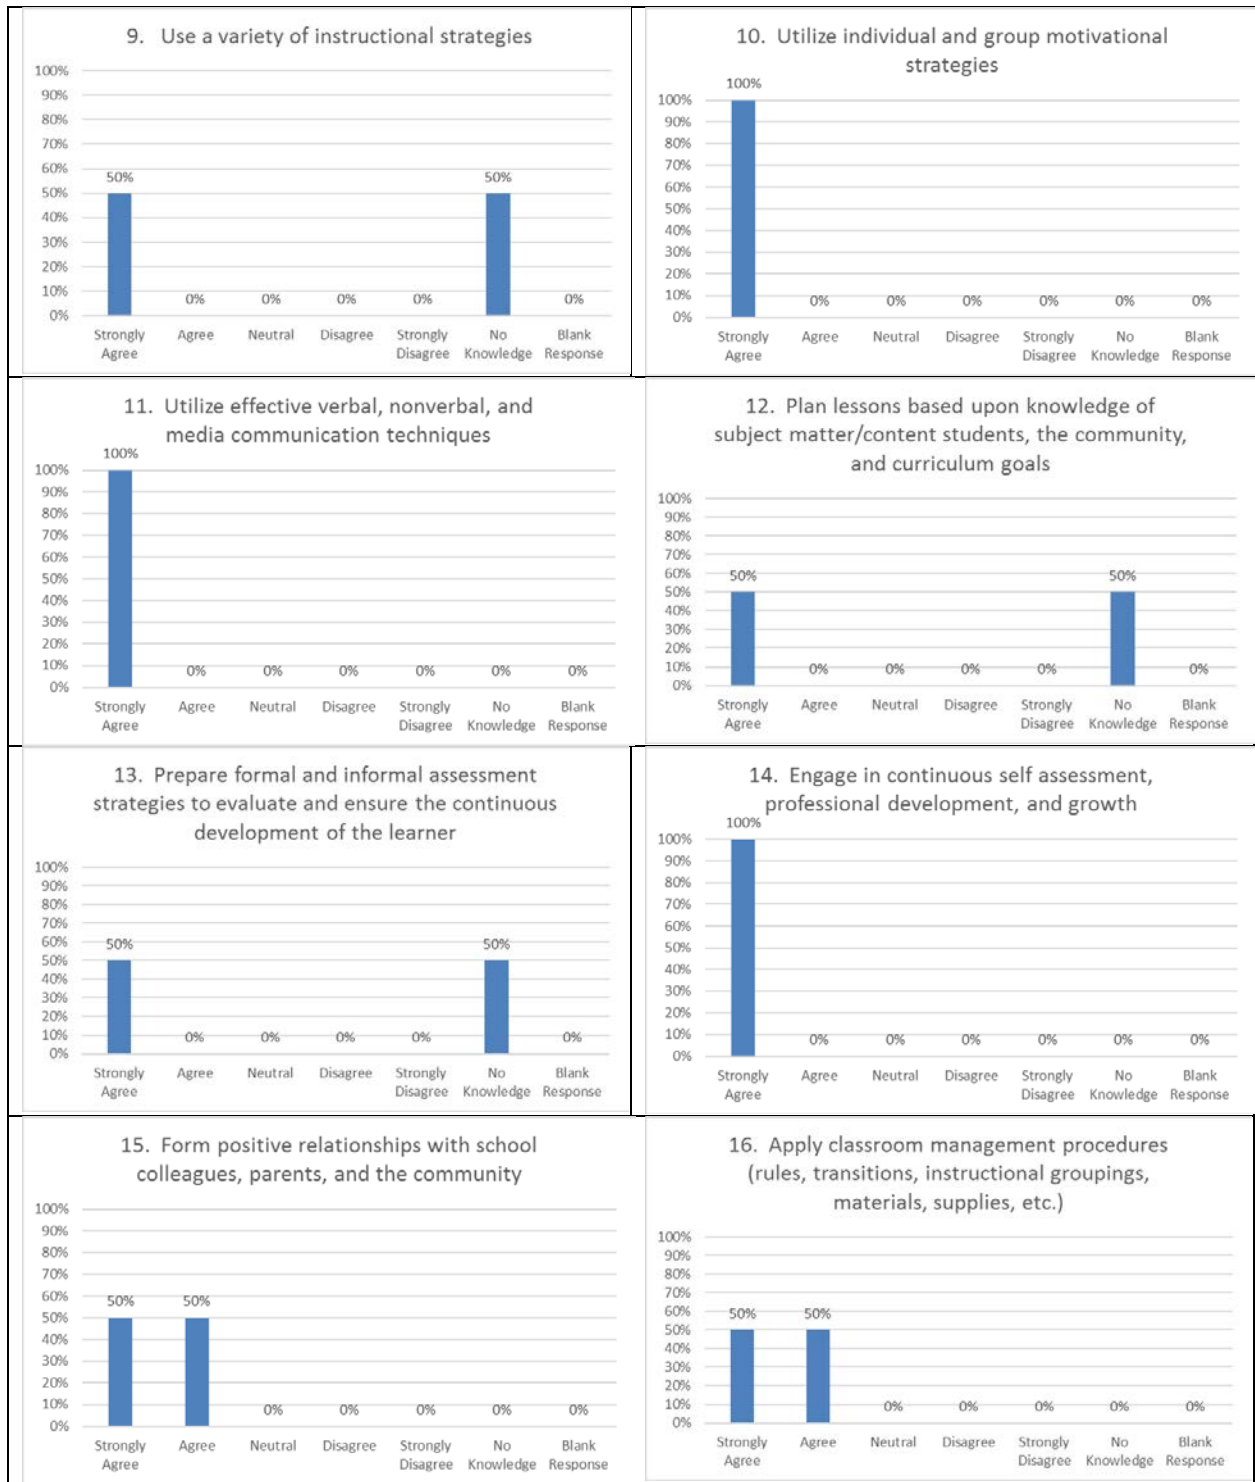 9. Use a variety of instructional strategies
100%
90%
80%
70%
60%
50%
40%
30%
20%
10%
0%
50%
0%
0%
0%
0%
50%
0%
Strongly Agree
Agree
Neutral
Disagree
Strongly Disagree
No Knowledge
Blank Response
10. Utilize individual and group motivational
strategies
100%
90%
80%
70%
60%
50%
40%
30%
20%
10%
0%
100%
0%
0%
0%
0%
0%
0%
Strongly Agree
Agree
Neutral
Disagree
Strongly Disagree
No Knowledge
Blank Response
11. Utilize effective verbal, nonverbal, and
media communication techniques
100%
90%
80%
70%
60%
50%
40%
30%
20%
10%
0%
100%
0%
0%
0%
0%
0%
0%
Strongly Agree
Agree
Neutral
Disagree
Strongly Disagree
No Knowledge
Blank Response
12. Plan lessons based upon knowledge of
subject matter/content students, the community,
and curriculum goals
100%
90%
80%
70%
60%
50%
40%
30%
20%
10%
0%
50%
0%
0%
0%
0%
50%
0%
Strongly Agree
Agree
Neutral
Disagree
Strongly Disagree
No Knowledge
Blank Response
13. Prepare formal and informal assessment
strategies to evaluate and ensure the continuous
development of the learner
100%
90%
80%
70%
60%
50%
40%
30%
20%
10%
0%
50%
0%
0%
0%
0%
50%
0%
Strongly Agree
Agree
Neutral
Disagree
Strongly Disagree
No Knowledge
Blank Response
14. Engage in continuous self assessment,
professional development, and growth
100%
90%
80%
70%
60%
50%
40%
30%
20%
10%
0%
100%
0%
0%
0%
0%
0%
0%
Strongly Agree
Agree
Neutral
Disagree
Strongly Disagree
No Knowledge
Blank Response
15. Form positive relationships with school
colleagues, parents, and the community
100%
90%
80%
70%
60%
50%
40%
30%
20%
10%
0%
50%
50%
0%
0%
0%
0%
0%
Strongly Agree
Agree
Neutral
Disagree
Strongly Disagree
No Knowledge
Blank Response
16. Apply classroom management procedures
(rules, transitions, instructional groupings,
materials, supplies, etc.)
100%
90%
80%
70%
60%
50%
40%
30%
20%
10%
0%
50%
50%
0%
0%
0%
0%
0%
Strongly Agree
Agree
Neutral
Disagree
Strongly Disagree
No Knowledge
Blank Response